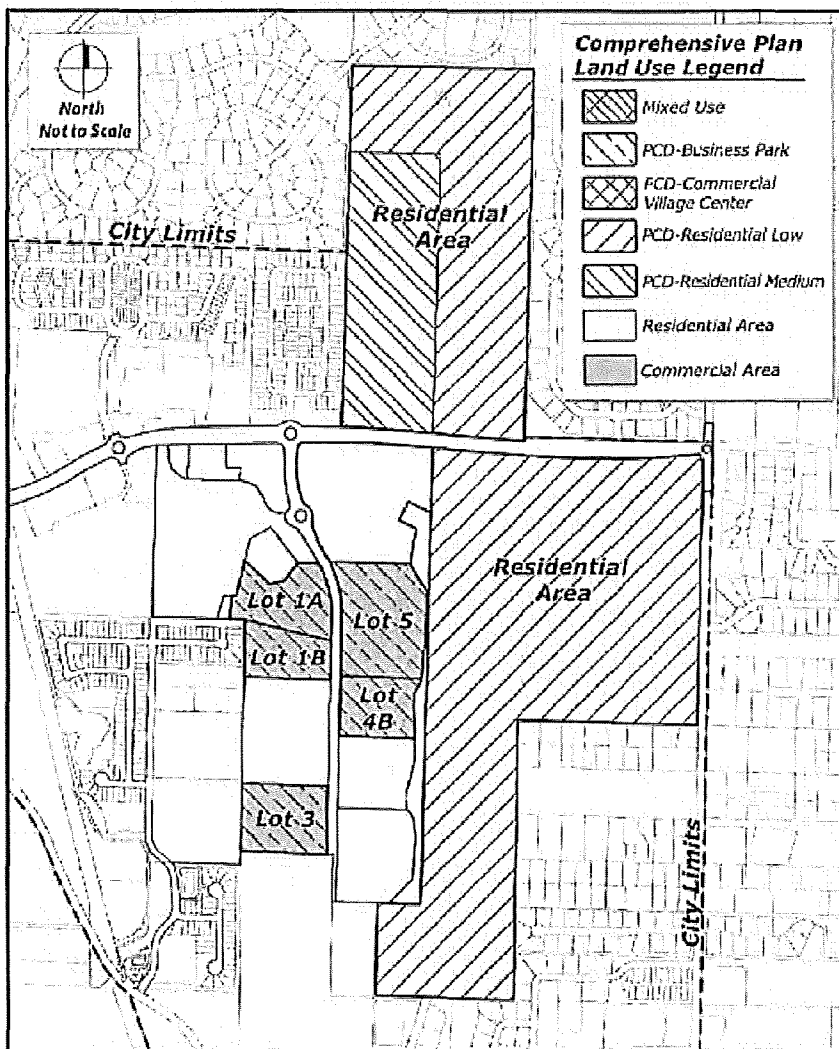 North
Not to Scale
Comprehensive Plan
Land Use Legend
Mixed Use
PCD-Business Park
PCD-Commercial
Village Center
PCD-Residential Low
PCD-Residential Medium
Residential Area
Commercial Area
City Limits
Residential
Area
Residential
Area
Lot 1A
Lot 5
Lot 1B
Lot
4B
Lot 3
City Limits